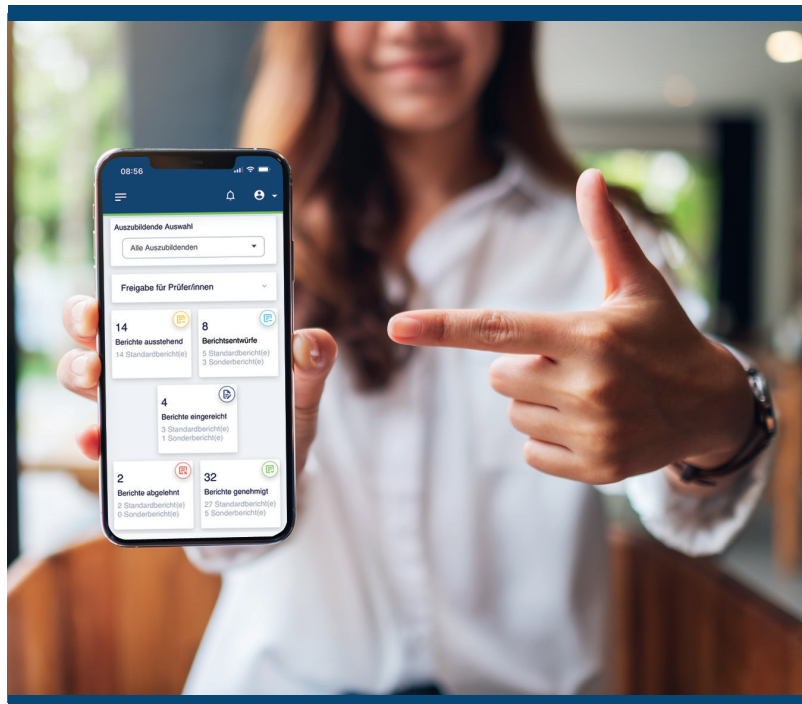 08:56
Auszubildende Auswahl
Alle Auszubildenden
Freigabe für Prüfer/innen
14
Berichte ausstehend
14 Standardbericht(e)
8
Berichtsentwürfe
5 Standardbericht(e)
3 Sonderbericht(e)
4
Berichte eingereicht
3 Standardbericht(e)
1 Sonderbericht(e)
2
Berichte abgelehnt
2 Standardbericht(e)
0 Sonderbericht(e)
32
Berichte genehmigt
27 Standardbericht(e)
5 Sonderbericht(e)